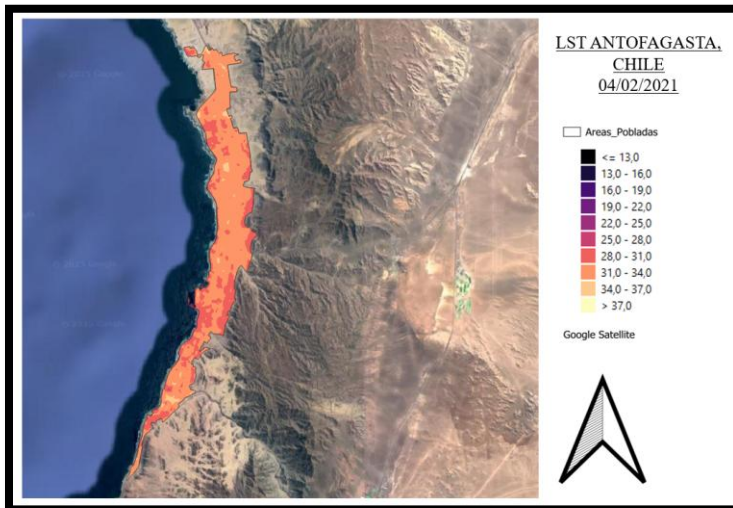 LST ANTOFAGASTA,
CHILE
04/02/2021
Areas_Pobladas
<= 13,0
13,0 - 16,0
16,0 - 19,0
19,0 - 22,0
22,0 - 25,0
25,0 - 28,0
28,0 - 31,0
31,0 - 34,0
34,0 - 37,0
> 37,0
Google Satellite